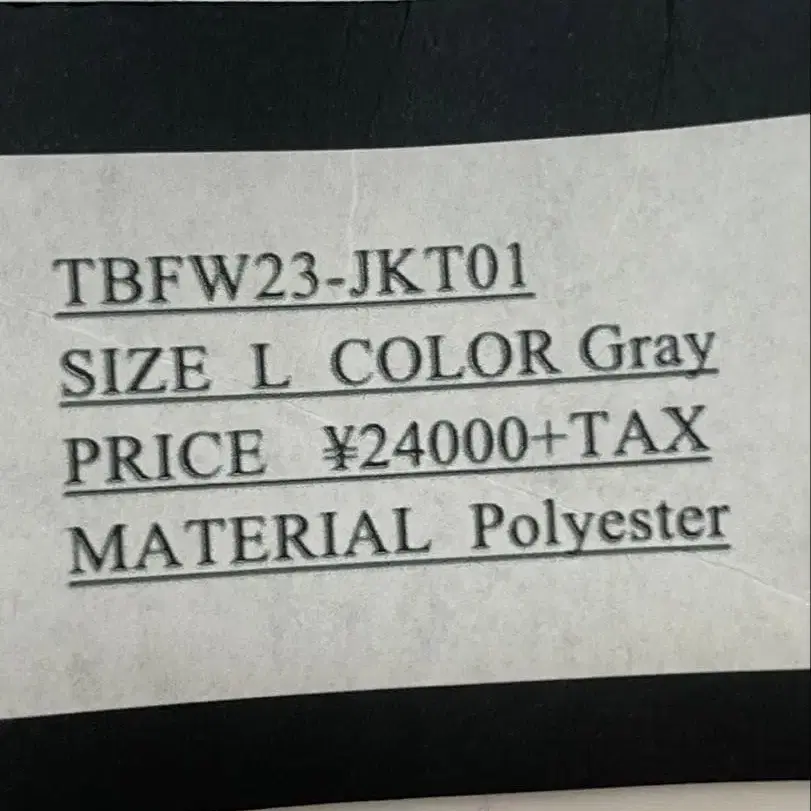 TBFW23-JKT01
SIZE L COLOR Gray
PRICE ¥24000+TAX
MATERIAL Polyester